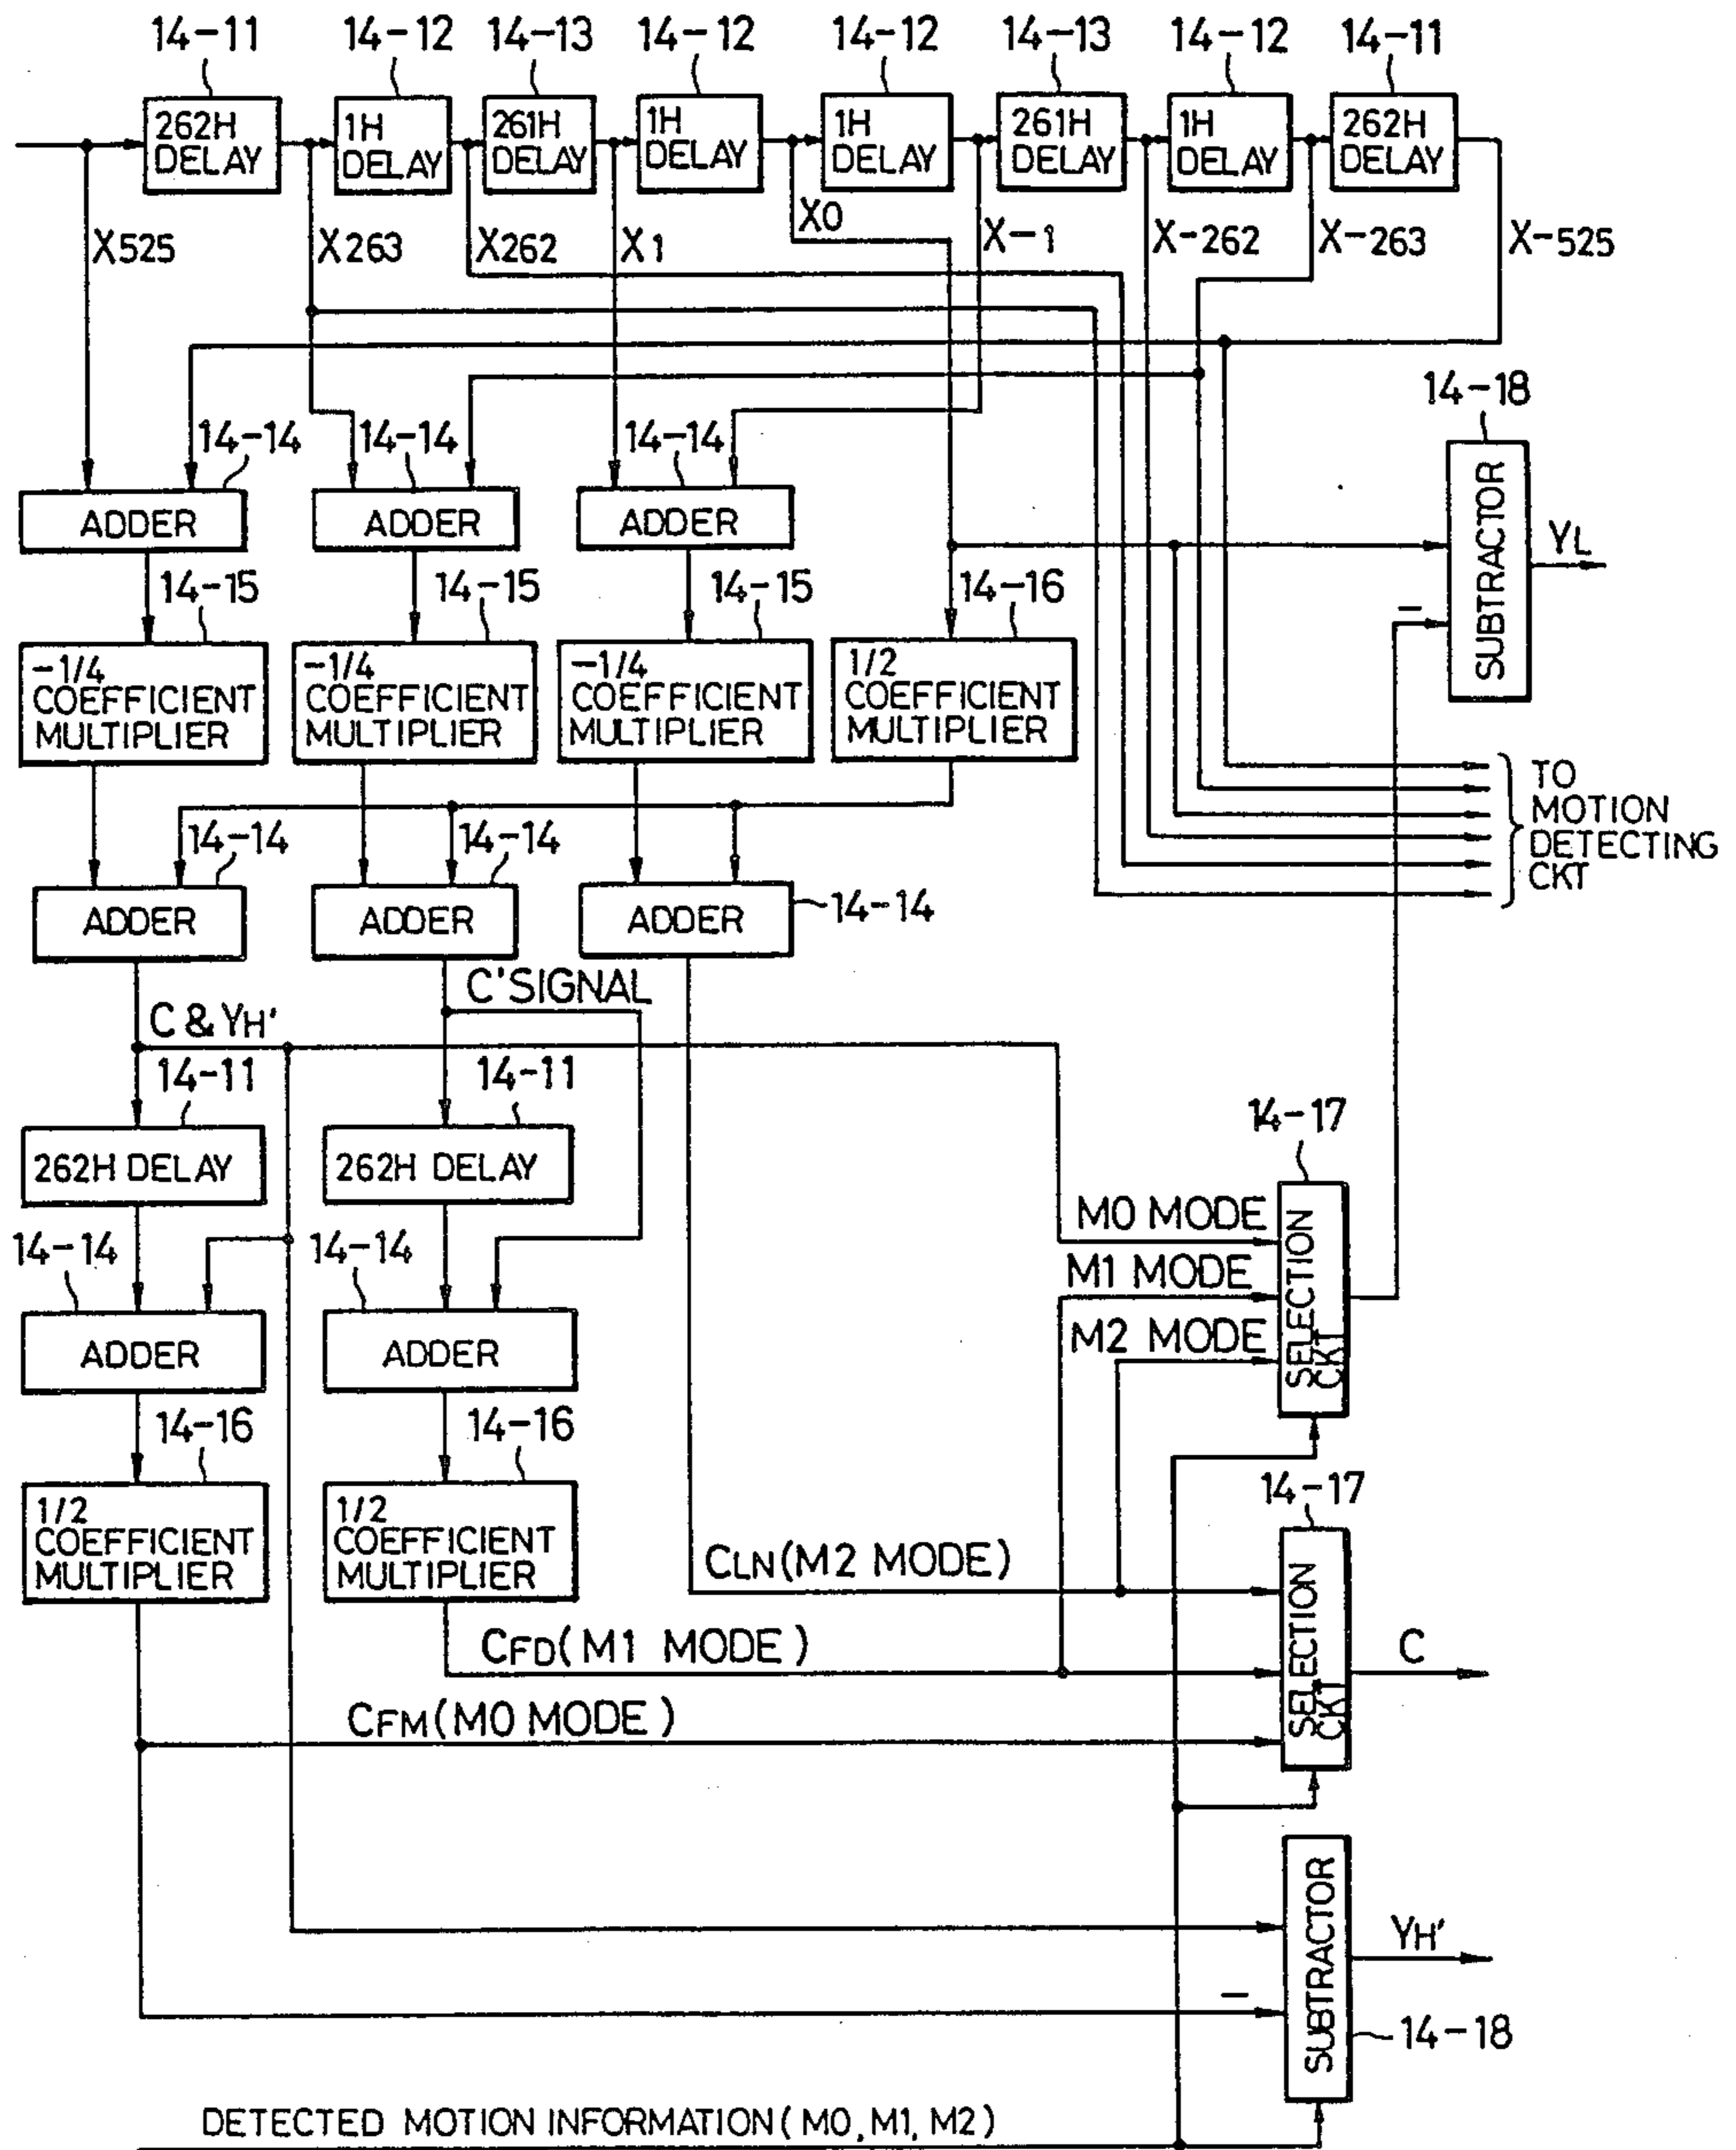 14-11 14-12 14-13 14-12 14-12 14-13 14-12 14-11
262H DELAY
1H DELAY
261H DELAY
1H DELAY
1H DELAY
261H DELAY
1H DELAY
262H DELAY
X525 X263 X262 X1 X0 X-1 X-262 X-263 X-525
14-18
14-14 14-14 14-14
ADDER ADDER ADDER
SUBTRACTOR
YL
−
14-15 14-15 14-15 14-16
−1/4
COEFFICIENT
MULTIPLIER
−1/4
COEFFICIENT
MULTIPLIER
−1/4
COEFFICIENT
MULTIPLIER
1/2
COEFFICIENT
MULTIPLIER
TO
MOTION
DETECTING
CKT
14-14 14-14
ADDER ADDER ADDER 14-14
C'SIGNAL
C & YH'
14-11 14-11
262H DELAY 262H DELAY
14-17
M0 MODE
M1 MODE
M2 MODE
SELECTION
CKT
14-14 14-14
ADDER ADDER
14-16 14-16
1/2
COEFFICIENT
MULTIPLIER
1/2
COEFFICIENT
MULTIPLIER
14-17
CLN(M2 MODE)
CFD(M1 MODE)
CFM(M0 MODE)
SELECTION
CKT
C
SUBTRACTOR
YH'
−
14-18
DETECTED MOTION INFORMATION(M0,M1,M2)